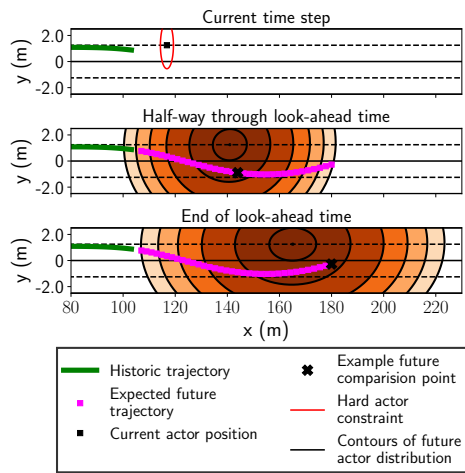 Current time step
y (m)
2.0
0
-2.0
Half-way through look-ahead time
y (m)
2.0
0
-2.0
End of look-ahead time
y (m)
2.0
0
-2.0
80 100 120 140 160 180 200 220
x (m)
Historic trajectory
Expected future
trajectory
Current actor position
Example future
comparision point
Hard actor
constraint
Contours of future
actor distribution